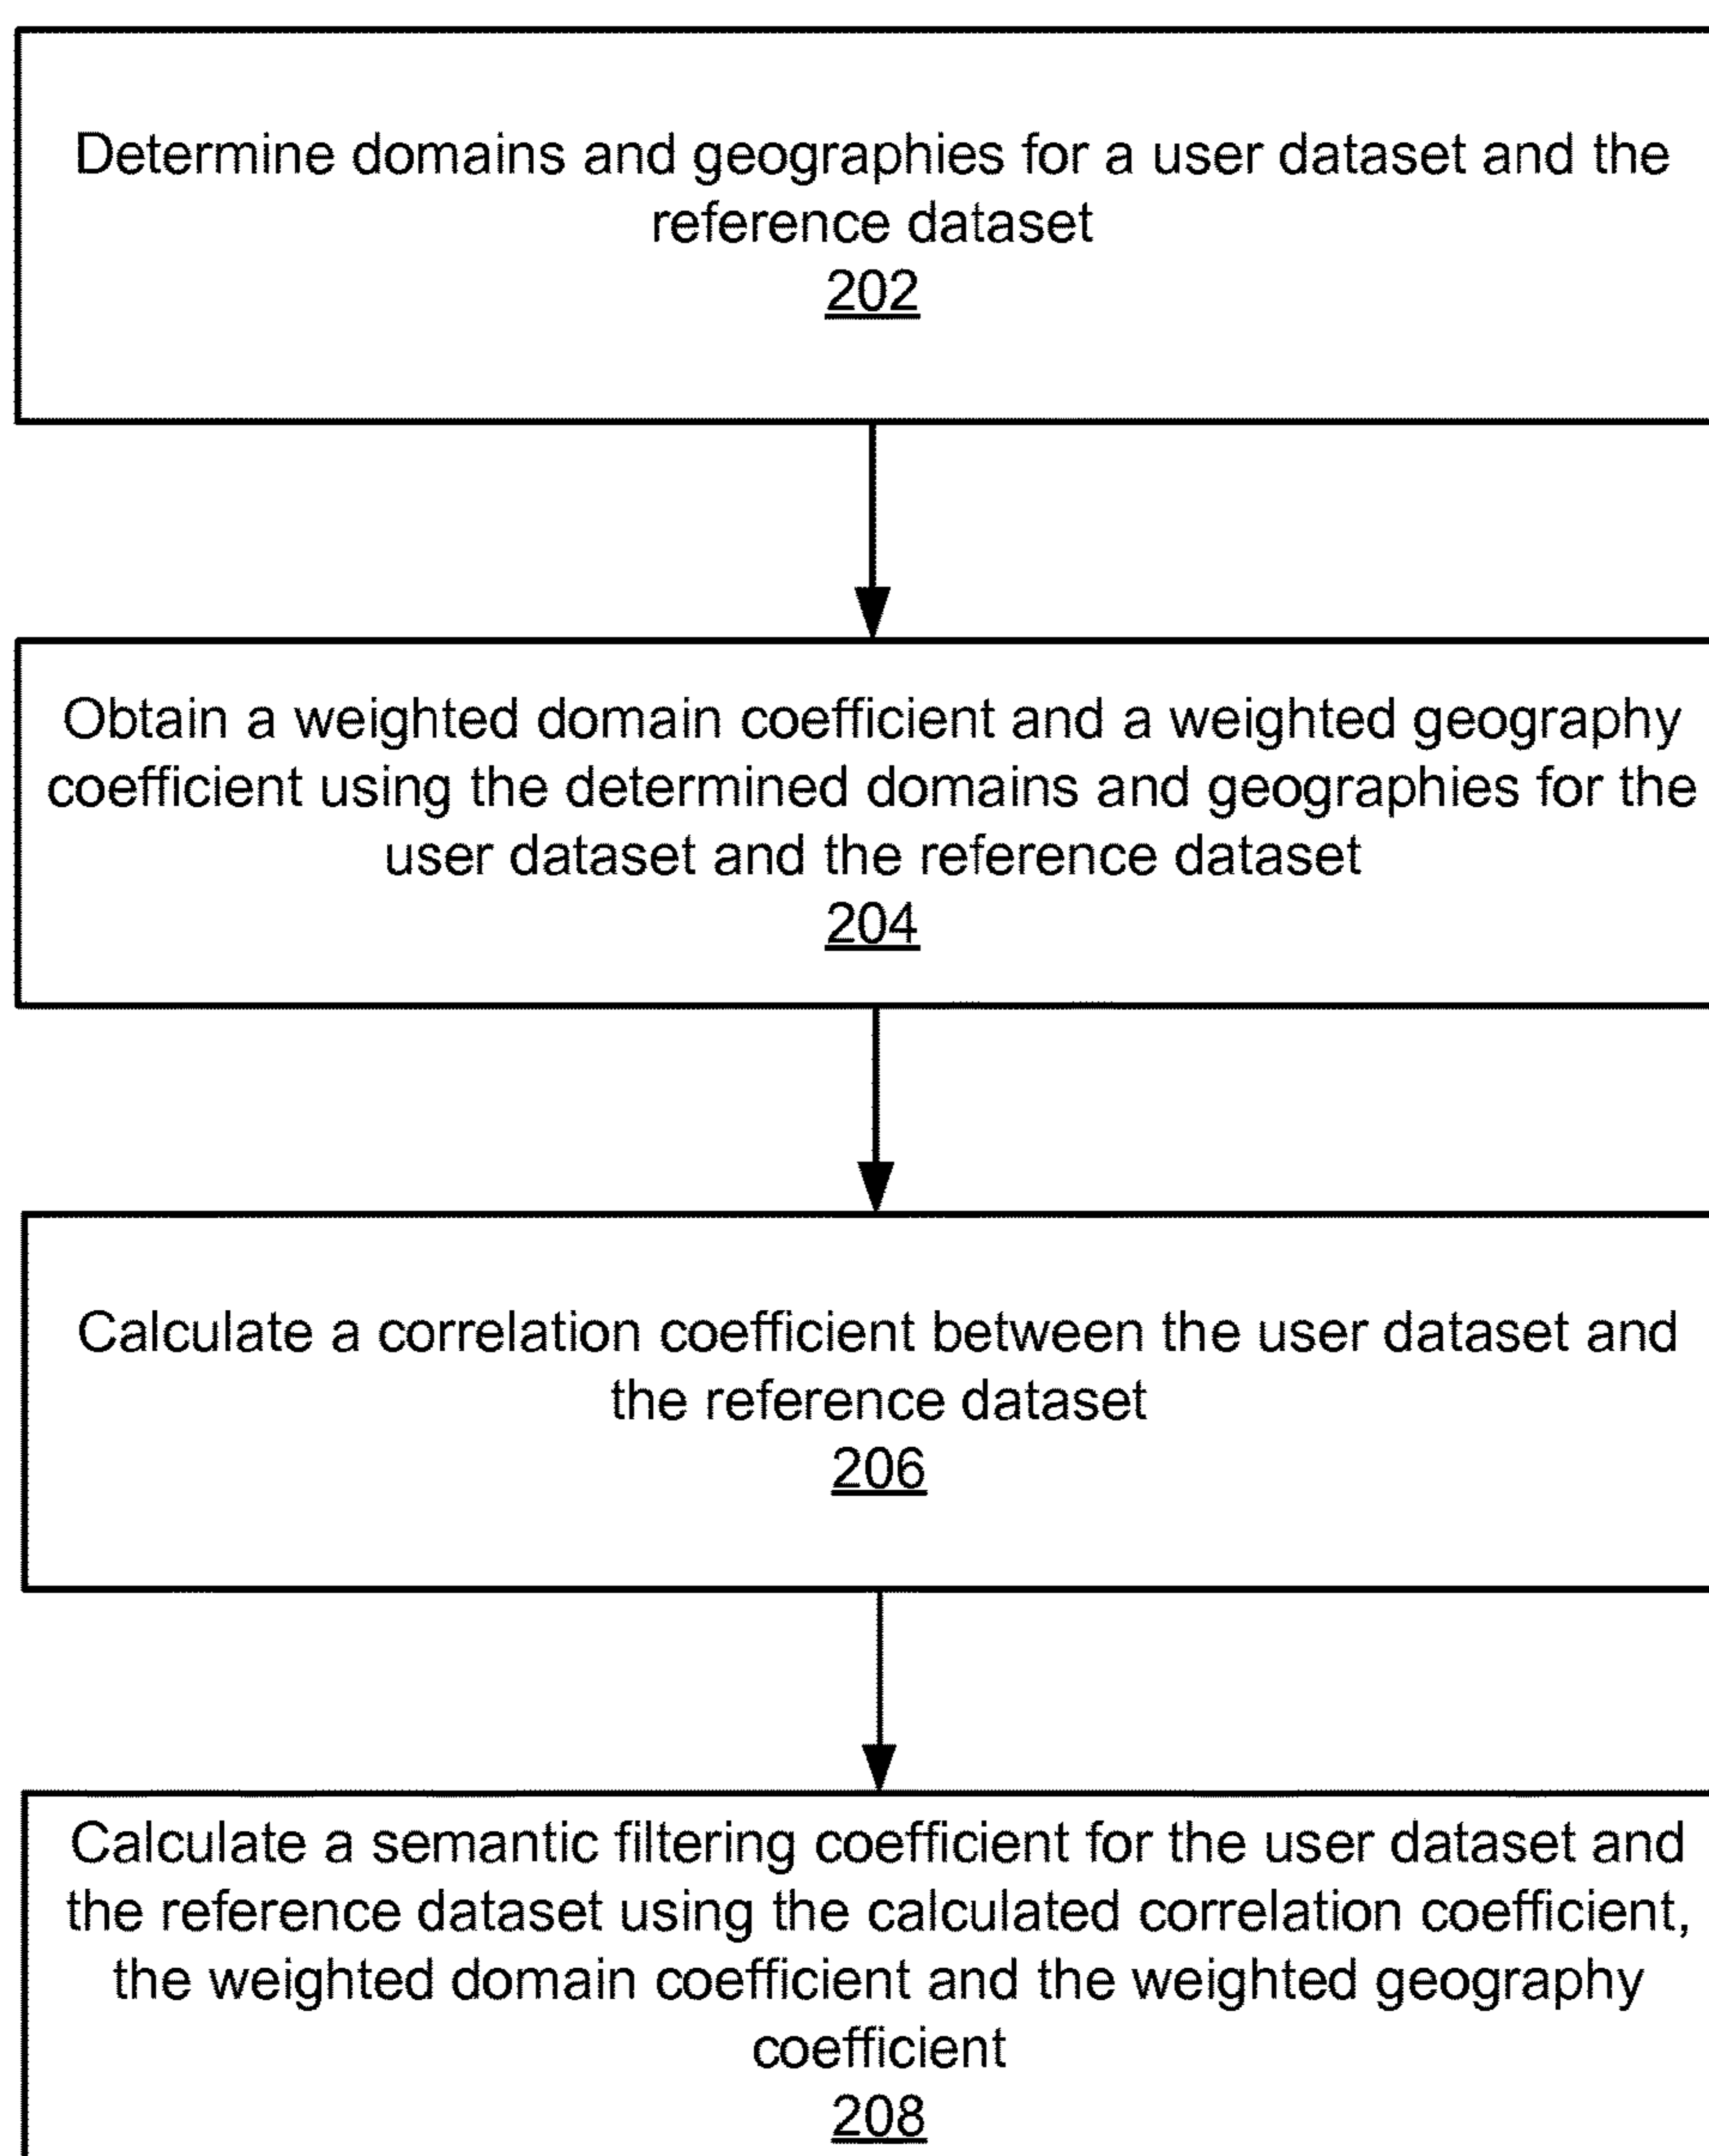 Determine domains and geographies for a user dataset and the
reference dataset
202
Obtain a weighted domain coefficient and a weighted geography
coefficient using the determined domains and geographies for the
user dataset and the reference dataset
204
Calculate a correlation coefficient between the user dataset and
the reference dataset
206
Calculate a semantic filtering coefficient for the user dataset and
the reference dataset using the calculated correlation coefficient,
the weighted domain coefficient and the weighted geography
coefficient
208